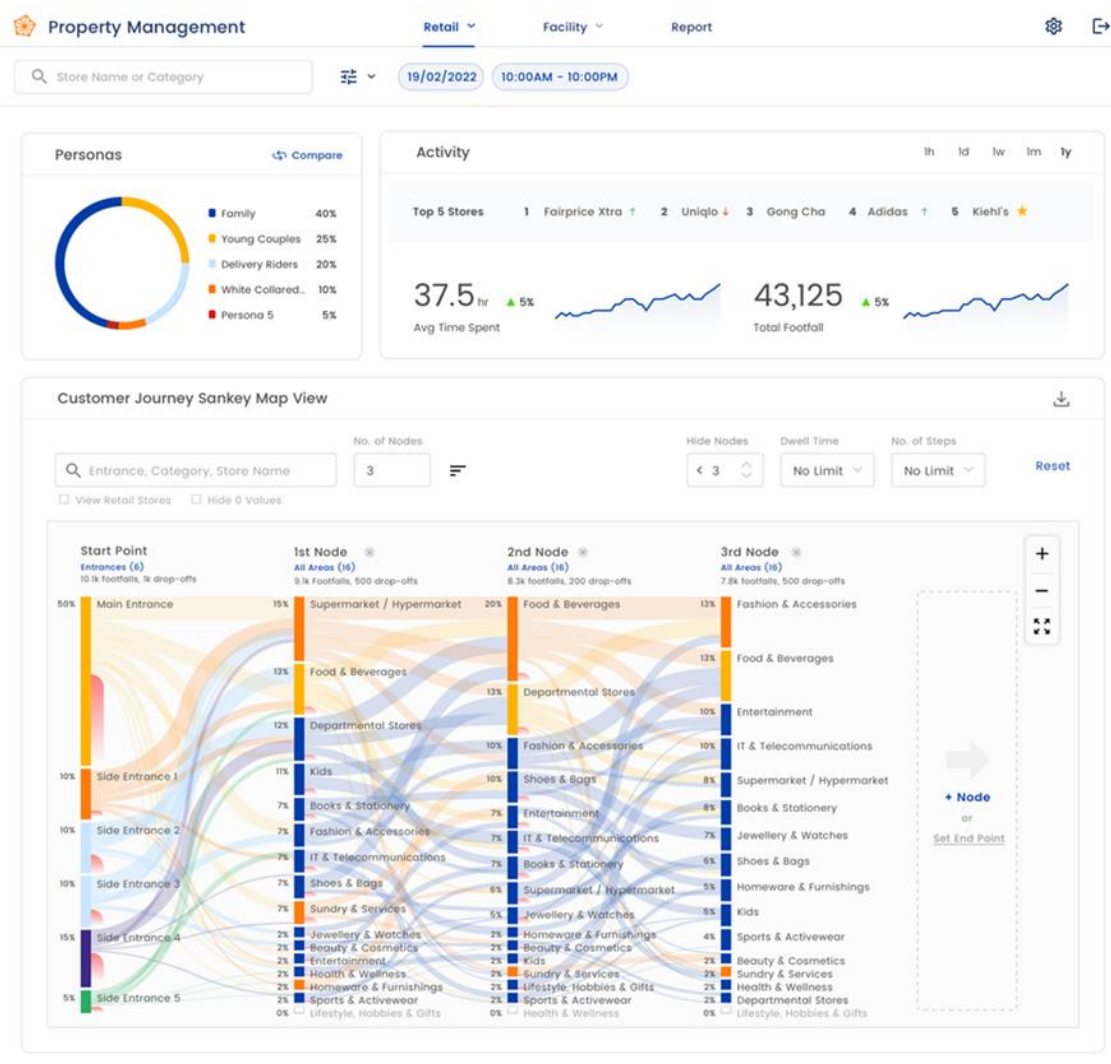 Property Management
Retail
Facility
Report
Store Name or Category
19/02/2022
10:00AM - 10:00PM
Personas
Compare
Family 40%
Young Couples 25%
Delivery Riders 20%
White Collared... 10%
Persona 5 5%
Activity
1h 1d 1w 1m 1y
Top 5 Stores 1 Fairprice Xtra ↑ 2 Uniqlo ↓ 3 Gong Cha 4 Adidas ↑ 5 Kiehl's ★
37.5 hr ▲ 5%
Avg Time Spent
43,125 ▲ 5%
Total Footfall
Customer Journey Sankey Map View
No. of Nodes
Hide Nodes
Dwell Time
No. of Steps
Entrance, Category, Store Name
3
< 3
No Limit
No Limit
Reset
View Retail Stores
Hide 0 Values
Start Point
Entrances (6)
10.1k footfalls, 1k drop-offs
50% Main Entrance
10% Side Entrance 1
10% Side Entrance 2
10% Side Entrance 3
15% Side Entrance 4
5% Side Entrance 5
1st Node
All Areas (16)
9.1k Footfalls, 500 drop-offs
15% Supermarket / Hypermarket
13% Food & Beverages
12% Departmental Stores
11% Kids
7% Books & Stationery
7% Fashion & Accessories
7% IT & Telecommunications
7% Shoes & Bags
7% Sundry & Services
2% Jewellery & Watches
2% Beauty & Cosmetics
2% Entertainment
2% Health & Wellness
2% Homeware & Furnishings
2% Sports & Activewear
0% Lifestyle, Hobbies & Gifts
2nd Node
All Areas (16)
8.3k footfalls, 200 drop-offs
20% Food & Beverages
13% Departmental Stores
10% Fashion & Accessories
10% Shoes & Bags
7% Entertainment
7% IT & Telecommunications
7% Books & Stationery
6% Supermarket / Hypermarket
5% Jewellery & Watches
2% Homeware & Furnishings
2% Beauty & Cosmetics
2% Kids
2% Sundry & Services
2% Lifestyle, Hobbies & Gifts
2% Sports & Activewear
0% Health & Wellness
3rd Node
All Areas (16)
7.8k footfalls, 500 drop-offs
13% Fashion & Accessories
13% Food & Beverages
10% Entertainment
10% IT & Telecommunications
8% Supermarket / Hypermarket
8% Books & Stationery
7% Jewellery & Watches
6% Shoes & Bags
5% Homeware & Furnishings
5% Kids
4% Sports & Activewear
2% Beauty & Cosmetics
2% Sundry & Services
2% Health & Wellness
2% Departmental Stores
0% Lifestyle, Hobbies & Gifts
+ Node
or
Set End Point
+
−